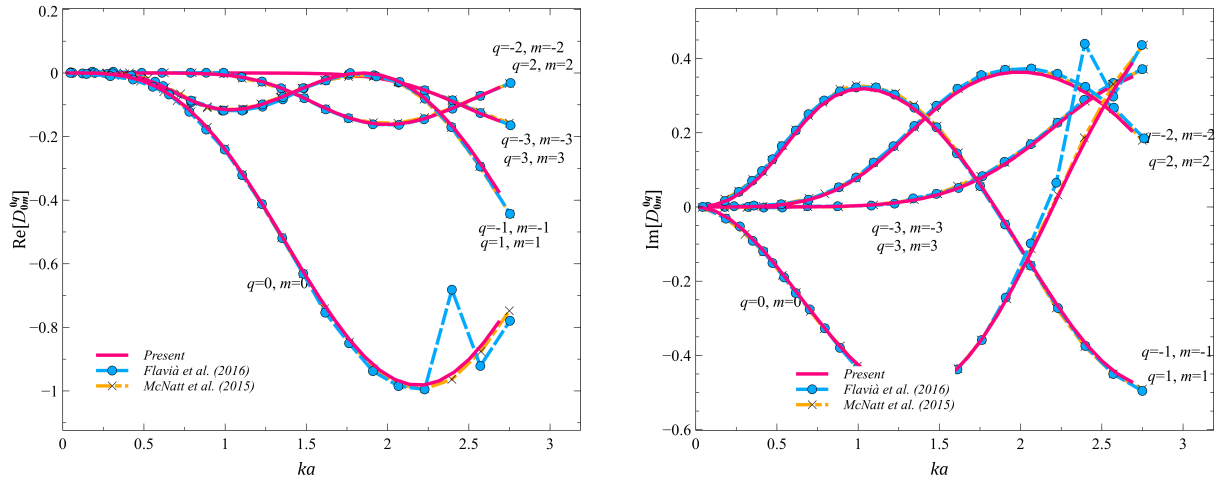 0.2
0
−0.2
−0.4
−0.6
−0.8
−1
Re[D^{0q}_{0m}]
q=-2, m=-2
q=2, m=2
q=-3, m=-3
q=3, m=3
q=-1, m=-1
q=1, m=1
q=0, m=0
Present
Flavià et al. (2016)
McNatt et al. (2015)
0 0.5 1 1.5 2 2.5 3
ka
0.4
0.2
0
−0.2
−0.4
−0.6
Im[D^{0q}_{0m}]
q=-2, m=-2
q=2, m=2
q=-3, m=-3
q=3, m=3
q=0, m=0
q=-1, m=-1
q=1, m=1
Present
Flavià et al. (2016)
McNatt et al. (2015)
0 0.5 1 1.5 2 2.5 3
ka